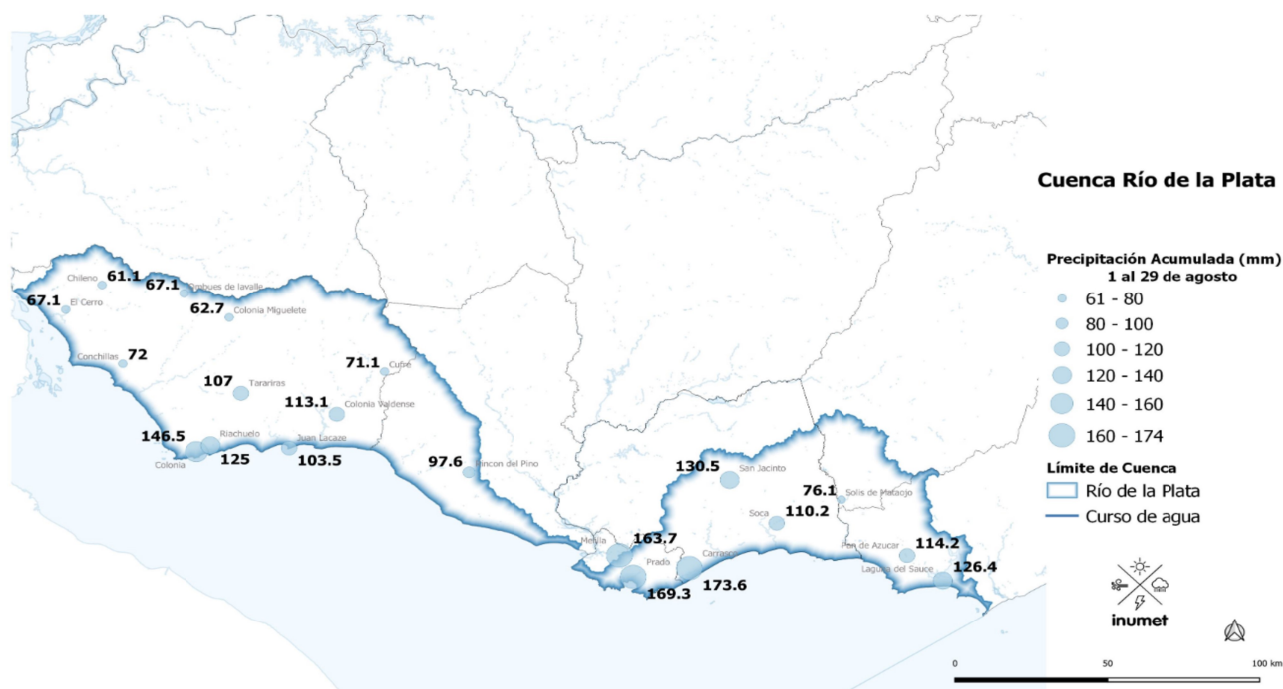 Cuenca Río de la Plata
Precipitación Acumulada (mm)
1 al 29 de agosto
61 - 80
80 - 100
100 - 120
120 - 140
140 - 160
160 - 174
Límite de Cuenca
Río de la Plata
Curso de agua
inumet
0 50 100 km
Chileno 61.1
67.1 Ombues de lavalle
67.1 El Cerro
62.7 Colonia Miguelete
Conchillas 72
71.1 Cufré
107 Tarariras
113.1 Colonia Valdense
146.5 Riachuelo
Colonia 125
Juan Lacaze
103.5
97.6 Rincon del Pino
130.5 San Jacinto
76.1 Solis de Mataojo
Soca 110.2
Melilla 163.7
Prado
169.3
Carrasco
173.6
Pan de Azucar 114.2
Laguna del Sauce 126.4